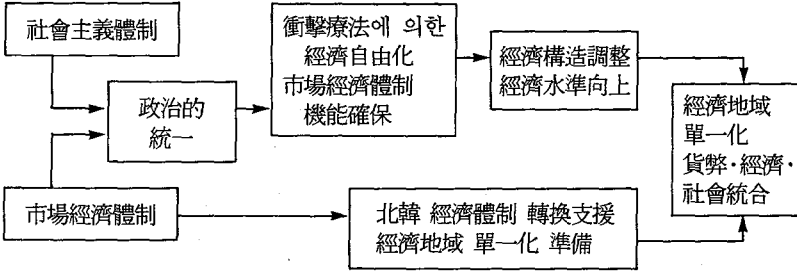 社會主義體制
政治的
統一
衝擊療法에 의한
經濟自由化
市場經濟體制
機能確保
經濟構造調整
經濟水準向上
經濟地域
單一化
貨幣·經濟·
社會統合
市場經濟體制
北韓 經濟體制 轉換支援
經濟地域 單一化 準備